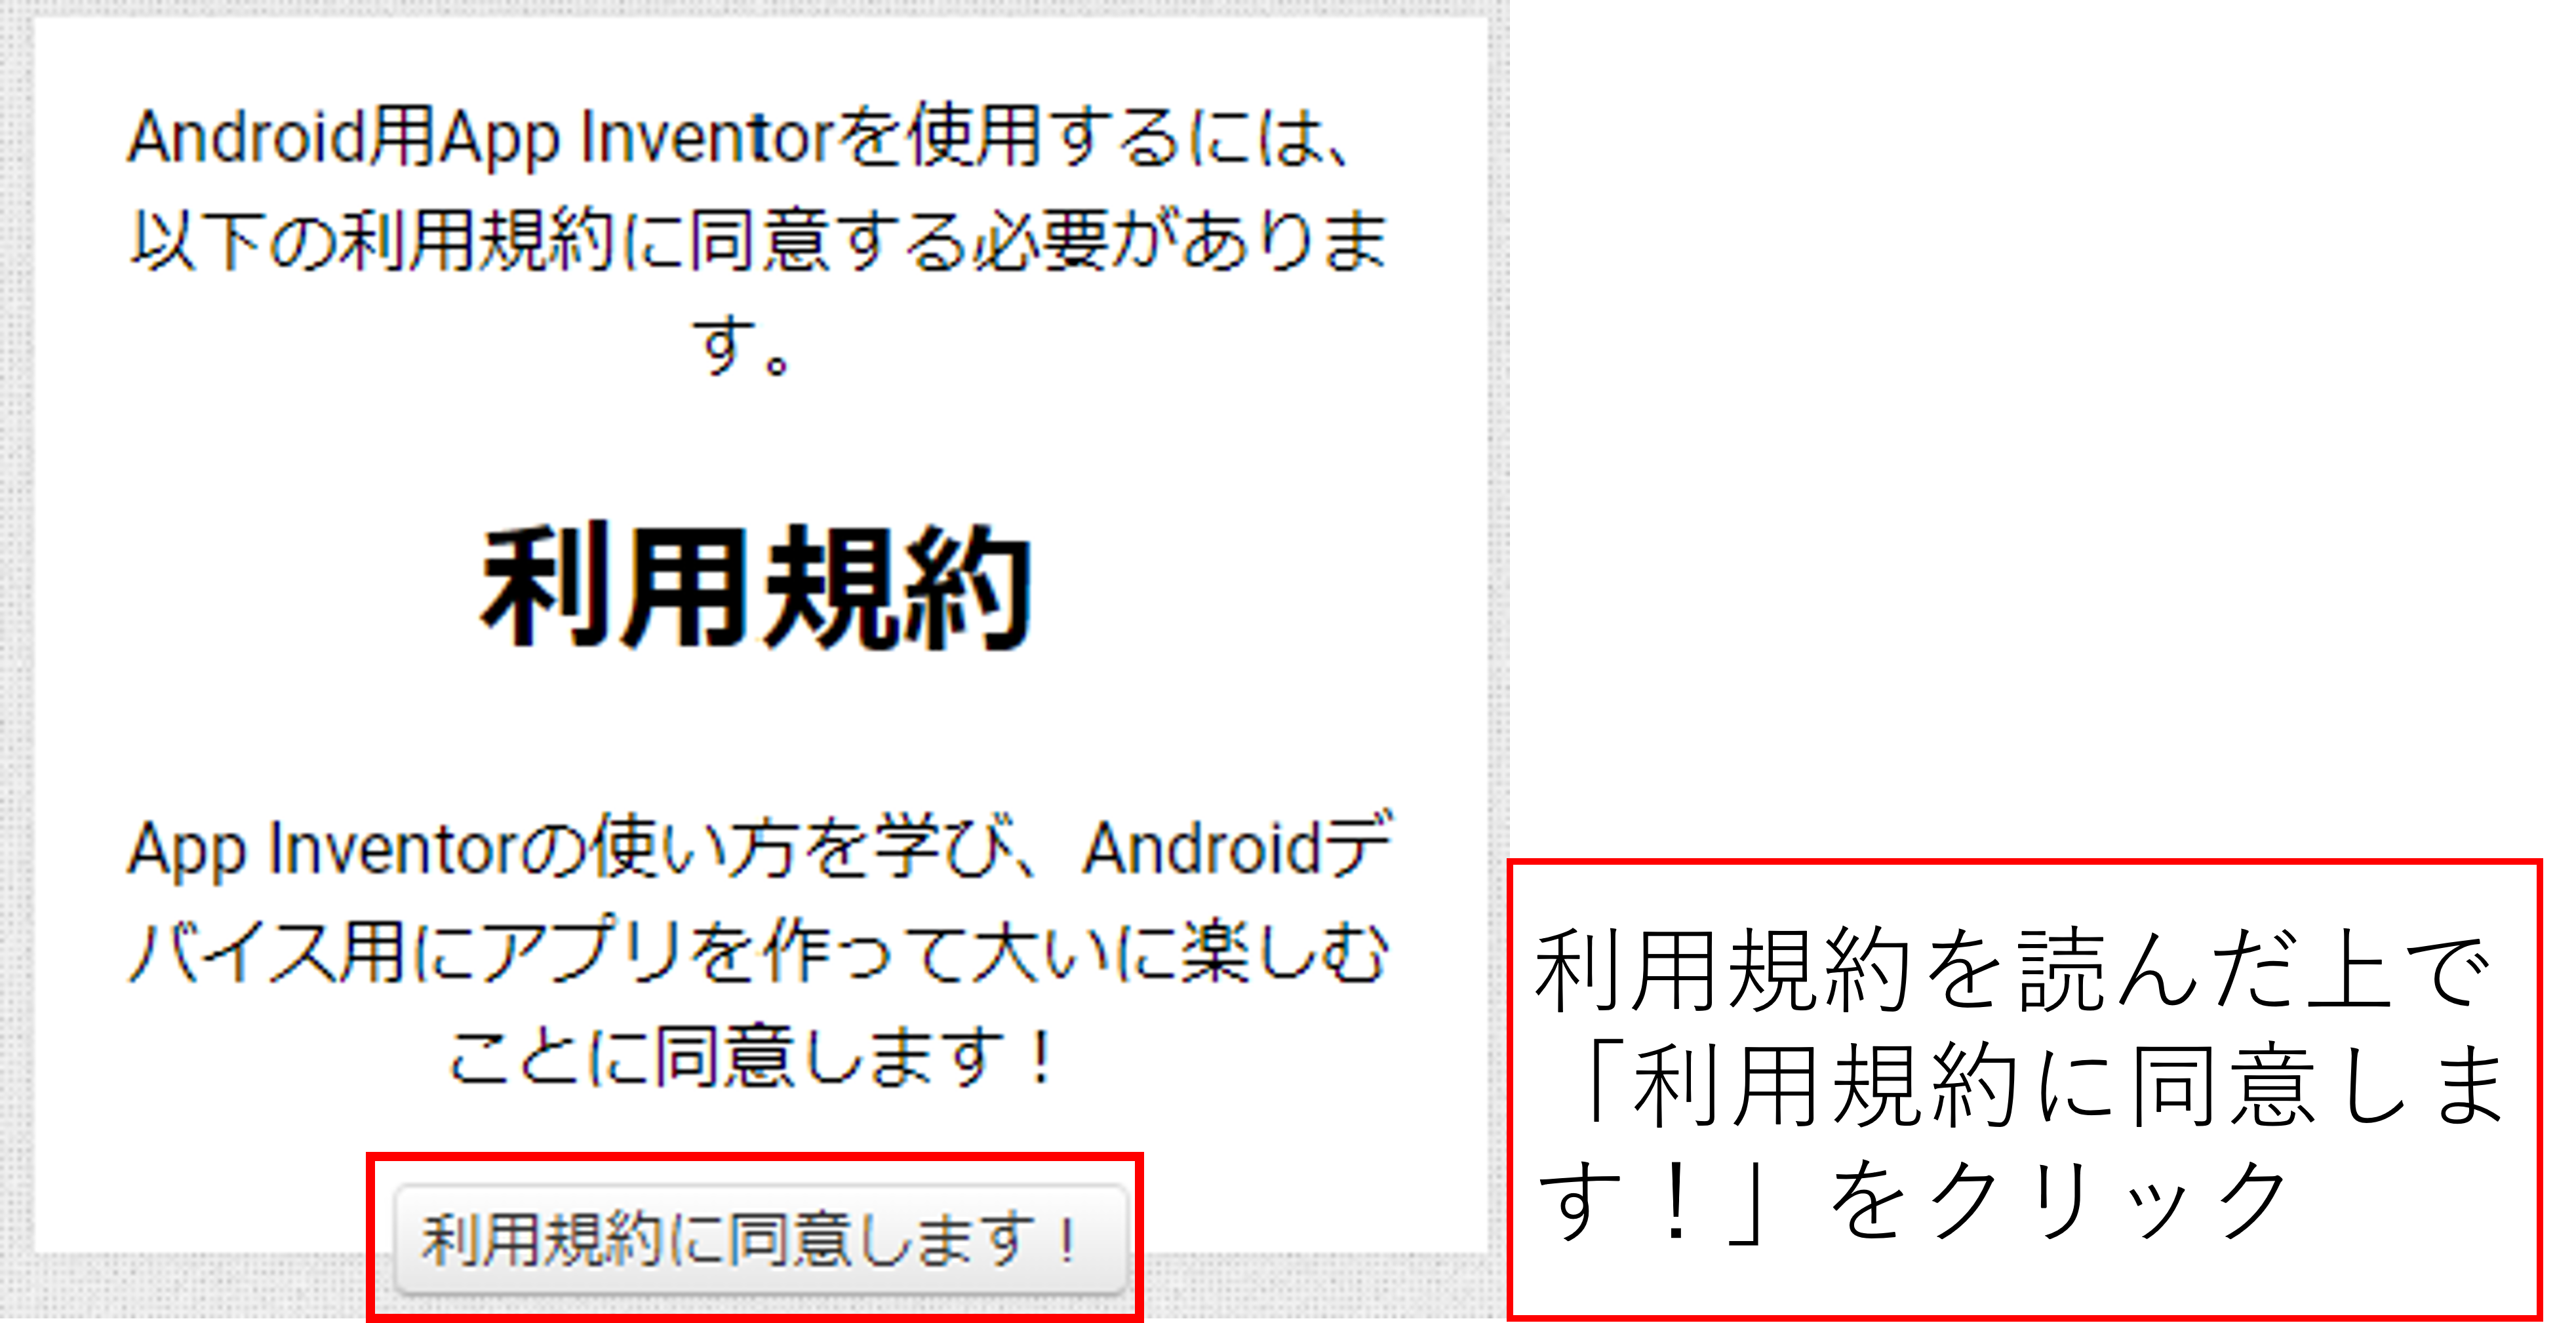 Android用App Inventorを使用するには、
以下の利用規約に同意する必要がありま
す。
利用規約
App Inventorの使い方を学び、Androidデ
バイス用にアプリを作って大いに楽しむ
ことに同意します！
利用規約に同意します！
利用規約を読んだ上で
「利用規約に同意しま
す！」をクリック